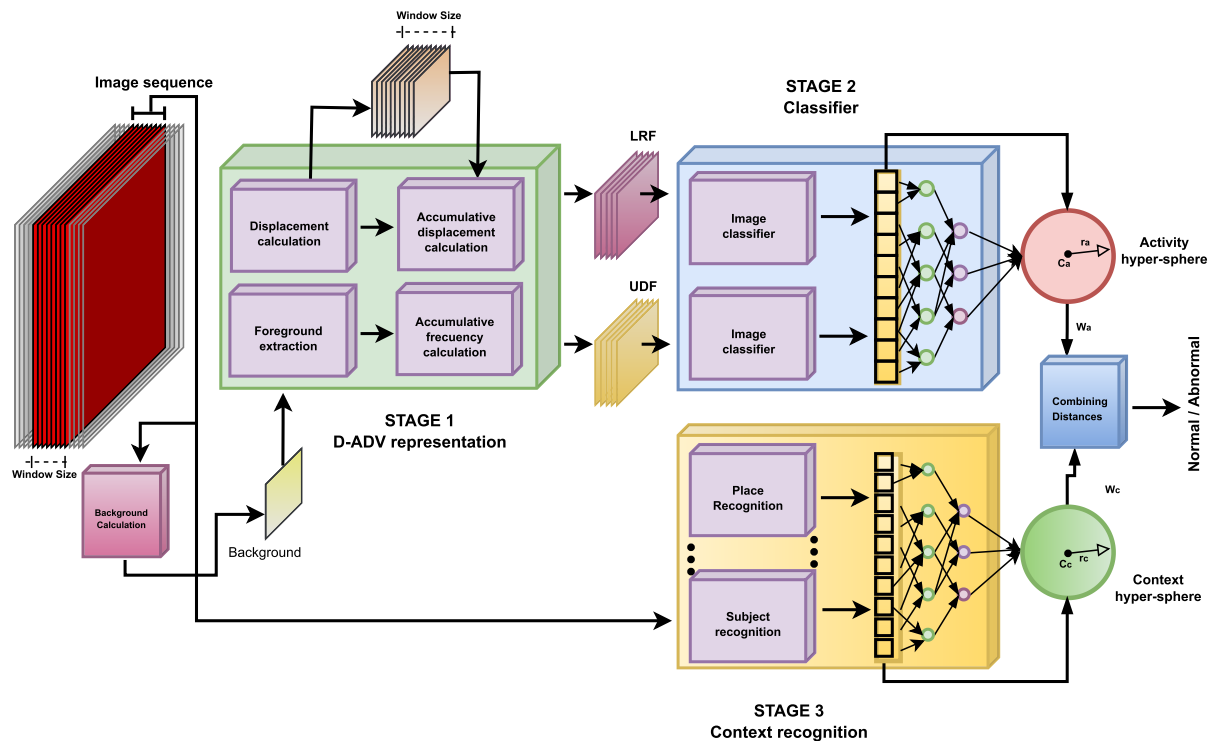 Window Size
Image sequence
STAGE 2
Classifier
LRF
Displacement
calculation
Accumulative
displacement
calculation
Image
classifier
ra
Ca
Activity
hyper-sphere
UDF
Foreground
extraction
Accumulative
frecuency
calculation
Image
classifier
Wa
Combining
Distances
Normal / Abnormal
STAGE 1
D-ADV representation
Window Size
Background
Calculation
Background
Place
Recognition
Wc
Cc
rc
Context
hyper-sphere
Subject
recognition
STAGE 3
Context recognition